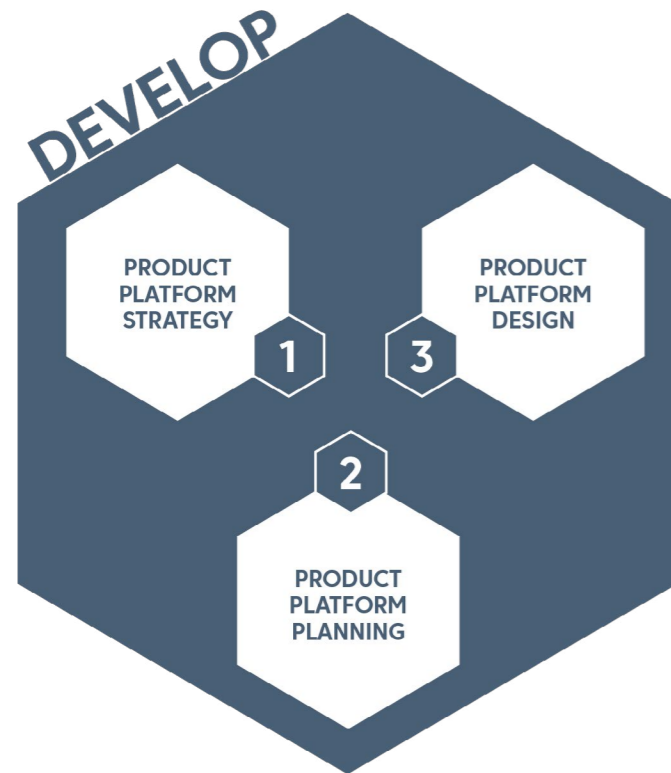 DEVELOP
PRODUCT
PLATFORM
STRATEGY
1
PRODUCT
PLATFORM
PLANNING
2
PRODUCT
PLATFORM
DESIGN
3